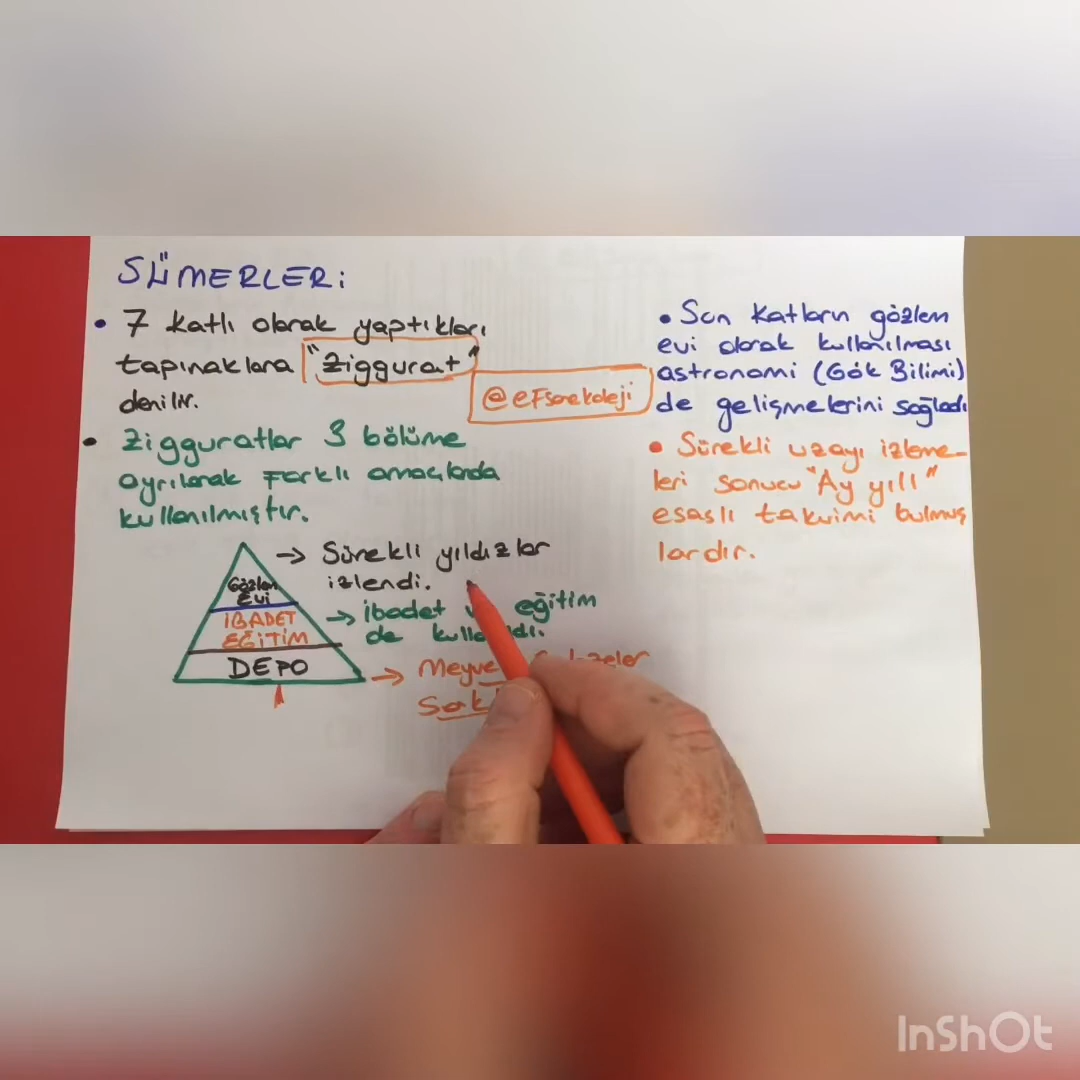 SÜMERLER:
• 7 katlı olarak yaptıkları
tapınaklara "Ziggurat"
denilir.
@eFsanekoleji
• Zigguratlar 3 bölüme
ayrılarak Farklı amaçlarda
kullanılmıştır.
→ Sürekli yıldızlar
izlendi.
Gözlem
Evi
→ İbadet eğitim
de
İBADET
EĞİTİM
DEPO
→ Meyve
• Son katların gözlem
evi olarak kullanılması
astronomi (Gök Bilimi)
de gelişmelerini sağladı
• Sürekli uzayı izleme-
leri sonucu "Ay yılı"
esaslı takvimi bulmuş
lardır.
InShOt